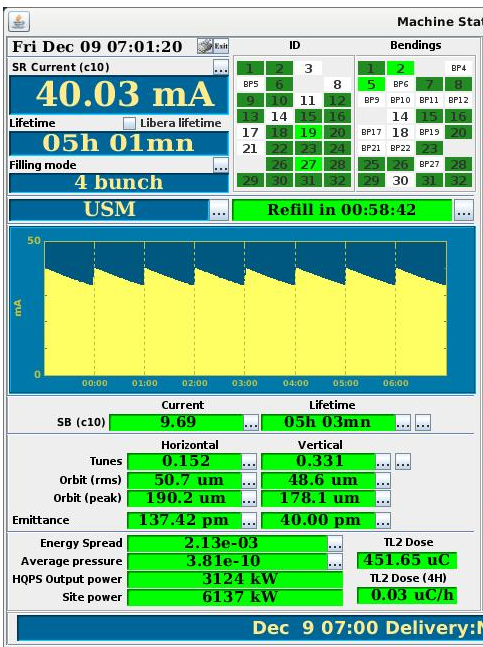 Machine Stat
Fri Dec 09 07:01:20 Exit
SR Current (c10) ...
40.03 mA
Lifetime Libera lifetime
05h 01mn
Filling mode ...
4 bunch
ID
1 2 3
BP5 6 8
9 10 11 12
13 14 15 16
17 18 19 20
21 22 23 24
26 27 28
29 30 31 32
Bendings
1 2 BP4
5 BP6 7 8
BP9 BP10 BP11 BP12
14 15 16
BP17 18 BP19 20
BP21 BP22 23
25 26 BP27 28
29 30 31 32
USM ... Refill in 00:58:42 ...
50
mA
0
00:00 01:00 02:00 03:00 04:00 05:00 06:00
Current Lifetime
SB (c10) 9.69 ... 05h 03mn ... ...
Horizontal Vertical
Tunes 0.152 ... 0.331 ... ...
Orbit (rms) 50.7 um ... 48.6 um ...
Orbit (peak) 190.2 um ... 178.1 um ...
Emittance 137.42 pm ... 40.00 pm ...
Energy Spread 2.13e-03 ...
Average pressure 3.81e-10 ...
HQPS Output power 3124 kW
Site power 6137 kW
TL2 Dose
451.65 uC
TL2 Dose (4H)
0.03 uC/h
Dec 9 07:00 Delivery: